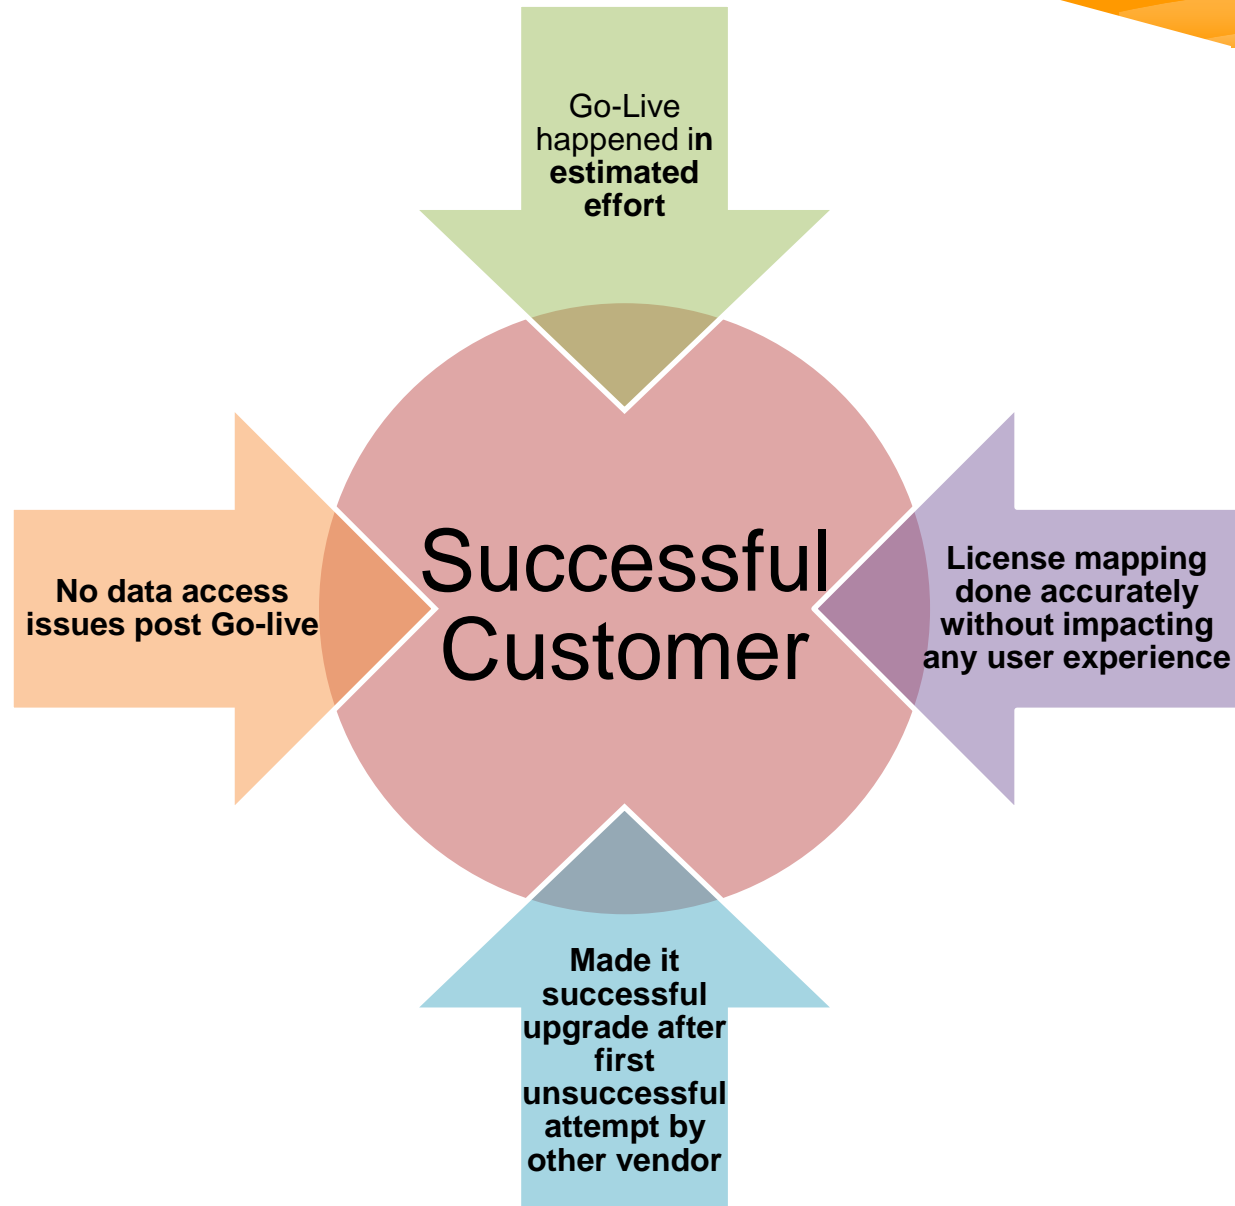 Go-Live
happened in
estimated
effort
No data access
issues post Go-live
Successful
Customer
License mapping
done accurately
without impacting
any user experience
Made it
successful
upgrade after
first
unsuccessful
attempt by
other vendor